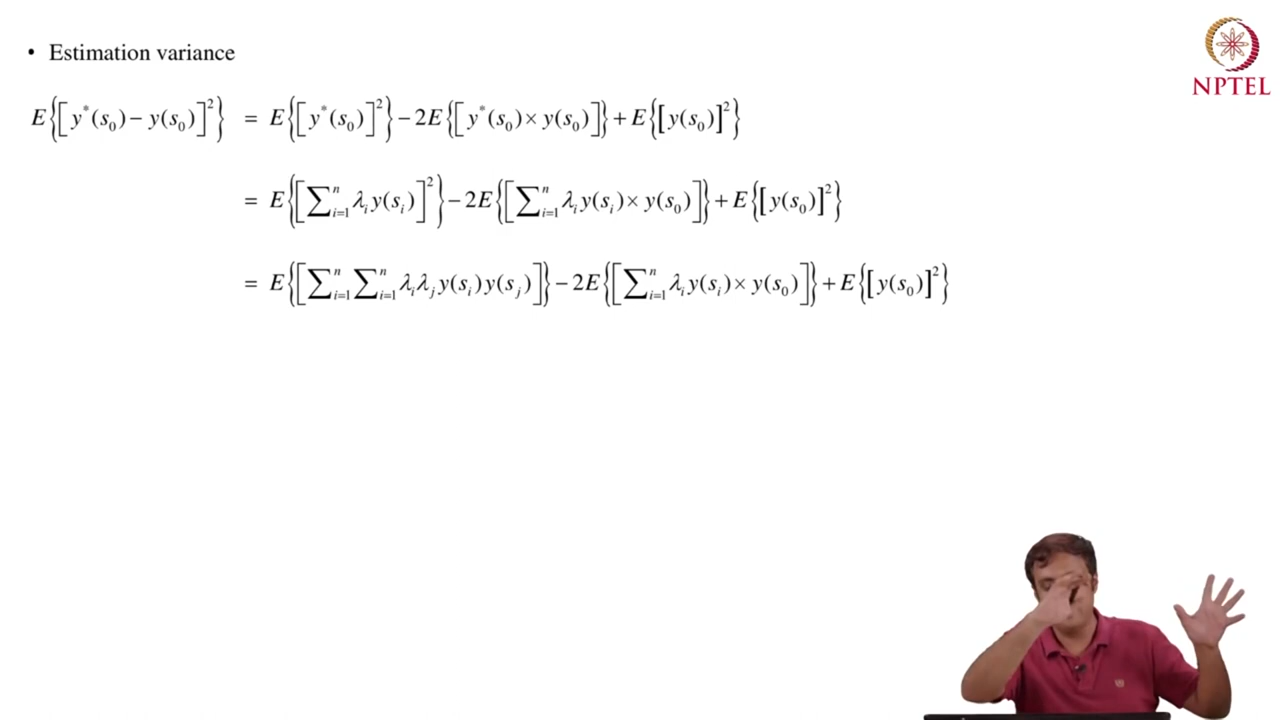 NPTEL
• Estimation variance
E{[y*(s₀) − y(s₀)]²} = E{[y*(s₀)]²} − 2E{[y*(s₀) × y(s₀)]} + E{[y(s₀)]²}
= E{[∑ⁿᵢ₌₁ λᵢy(sᵢ)]²} − 2E{[∑ⁿᵢ₌₁ λᵢy(sᵢ) × y(s₀)]} + E{[y(s₀)]²}
= E{[∑ⁿᵢ₌₁ ∑ⁿᵢ₌₁ λᵢλⱼy(sᵢ)y(sⱼ)]} − 2E{[∑ⁿᵢ₌₁ λᵢy(sᵢ) × y(s₀)]} + E{[y(s₀)]²}